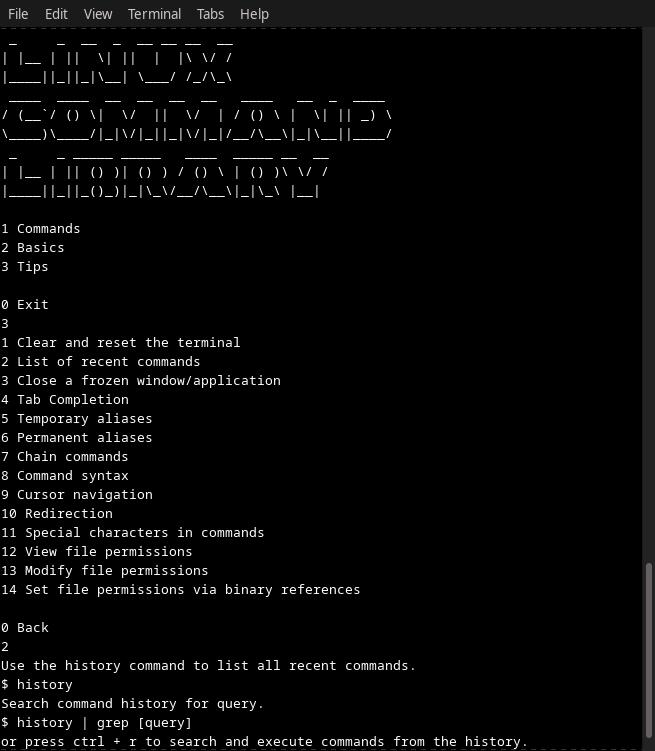 File Edit View Terminal Tabs Help
LINUX
COMMAND
LIBRARY
1 Commands
2 Basics
3 Tips
0 Exit
3
1 Clear and reset the terminal
2 List of recent commands
3 Close a frozen window/application
4 Tab Completion
5 Temporary aliases
6 Permanent aliases
7 Chain commands
8 Command syntax
9 Cursor navigation
10 Redirection
11 Special characters in commands
12 View file permissions
13 Modify file permissions
14 Set file permissions via binary references
0 Back
2
Use the history command to list all recent commands.
$ history
Search command history for query.
$ history | grep [query]
or press ctrl + r to search and execute commands from the history.